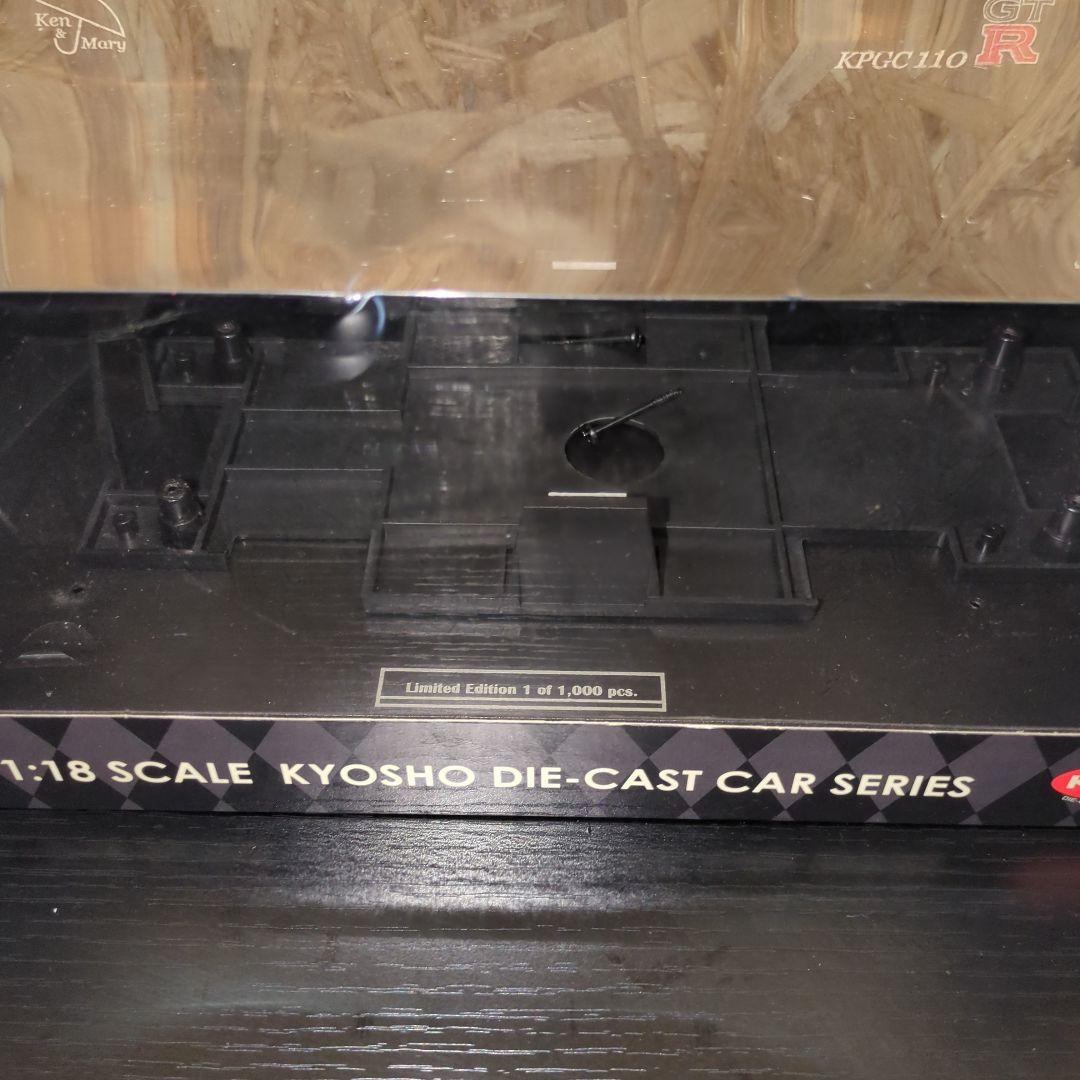 Ken
&
Mary
GT
R
KPGC110
Limited Edition 1 of 1,000 pcs.
1:18 SCALE KYOSHO DIE-CAST CAR SERIES